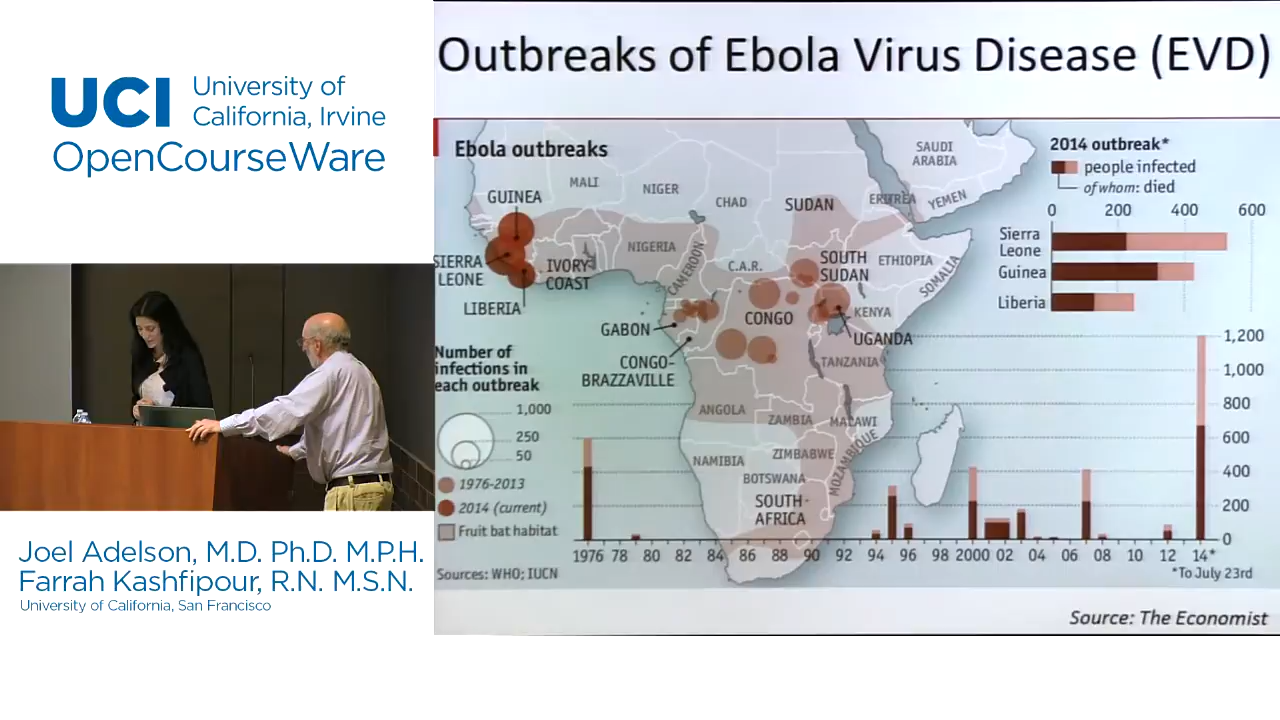 UCI University of
California, Irvine
OpenCourseWare
Joel Adelson, M.D. Ph.D. M.P.H.
Farrah Kashfipour, R.N. M.S.N.
University of California, San Francisco
Outbreaks of Ebola Virus Disease (EVD)
Ebola outbreaks
GUINEA
SIERRA
LEONE
LIBERIA
IVORY
COAST
MALI
NIGER
CHAD
NIGERIA
CAMEROON
C.A.R.
SUDAN
ERITREA
SAUDI
ARABIA
YEMEN
SOUTH
SUDAN
ETHIOPIA
SOMALIA
GABON
CONGO
KENYA
UGANDA
CONGO-
BRAZZAVILLE
TANZANIA
ANGOLA
ZAMBIA
MALAWI
MOZAMBIQUE
ZIMBABWE
NAMIBIA
BOTSWANA
SOUTH
AFRICA
Number of
infections in
each outbreak
1,000
250
50
1976-2013
2014 (current)
Fruit bat habitat
Sources: WHO; IUCN
2014 outbreak*
people infected
of whom: died
0 200 400 600
Sierra
Leone
Guinea
Liberia
1,200
1,000
800
600
400
200
0
1976 78 80 82 84 86 88 90 92 94 96 98 2000 02 04 06 08 10 12 14*
*To July 23rd
Source: The Economist